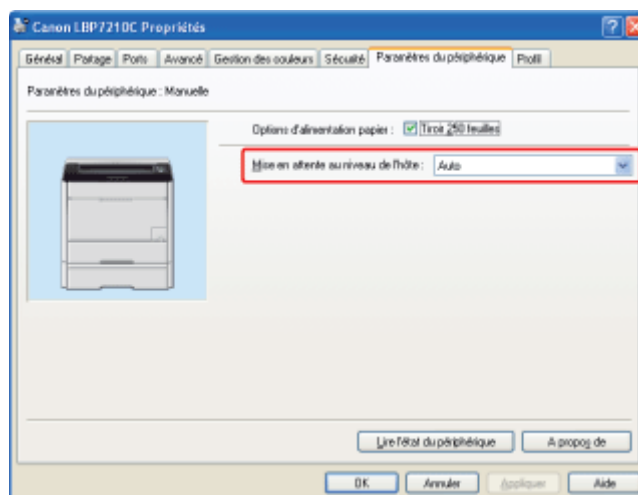 Canon LBP7210C Propriétés
Général Partage Ports Avancé Gestion des couleurs Sécurité Paramètres du périphérique Profil
Paramètres du périphérique : Manuelle
Options d'alimentation papier : Tiroir 250 feuilles
Mise en attente au niveau de l'hôte : Auto
Lire l'état du périphérique A propos de
OK Annuler Appliquer Aide